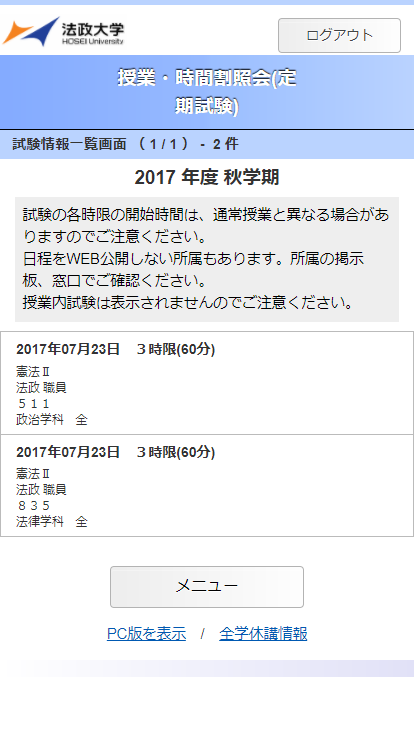 法政大学
HOSEI University
ログアウト
授業・時間割照会(定
期試験)
試験情報一覧画面 （ 1 / 1 ） - 2 件
2017 年度 秋学期
試験の各時限の開始時間は、通常授業と異なる場合があ
りますのでご注意ください。
日程をWEB公開しない所属もあります。所属の掲示
板、窓口でご確認ください。
授業内試験は表示されませんのでご注意ください。
2017年07月23日　３時限(60分)
憲法Ⅱ
法政 職員
５１１
政治学科　全
2017年07月23日　３時限(60分)
憲法Ⅱ
法政 職員
８３５
法律学科　全
メニュー
PC版を表示　/　全学休講情報